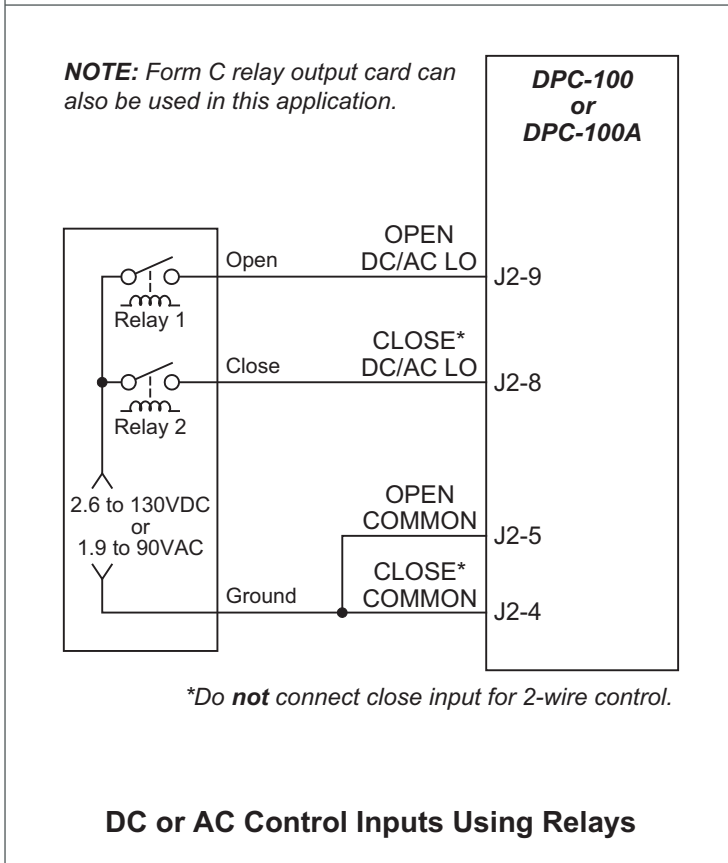 NOTE: Form C relay output card can
also be used in this application.
DPC-100
or
DPC-100A
OPEN
Open
DC/AC LO
J2-9
Relay 1
CLOSE*
Close
DC/AC LO
J2-8
Relay 2
2.6 to 130VDC
or
1.9 to 90VAC
OPEN
COMMON
J2-5
CLOSE*
Ground
COMMON
J2-4
*Do not connect close input for 2-wire control.
DC or AC Control Inputs Using Relays